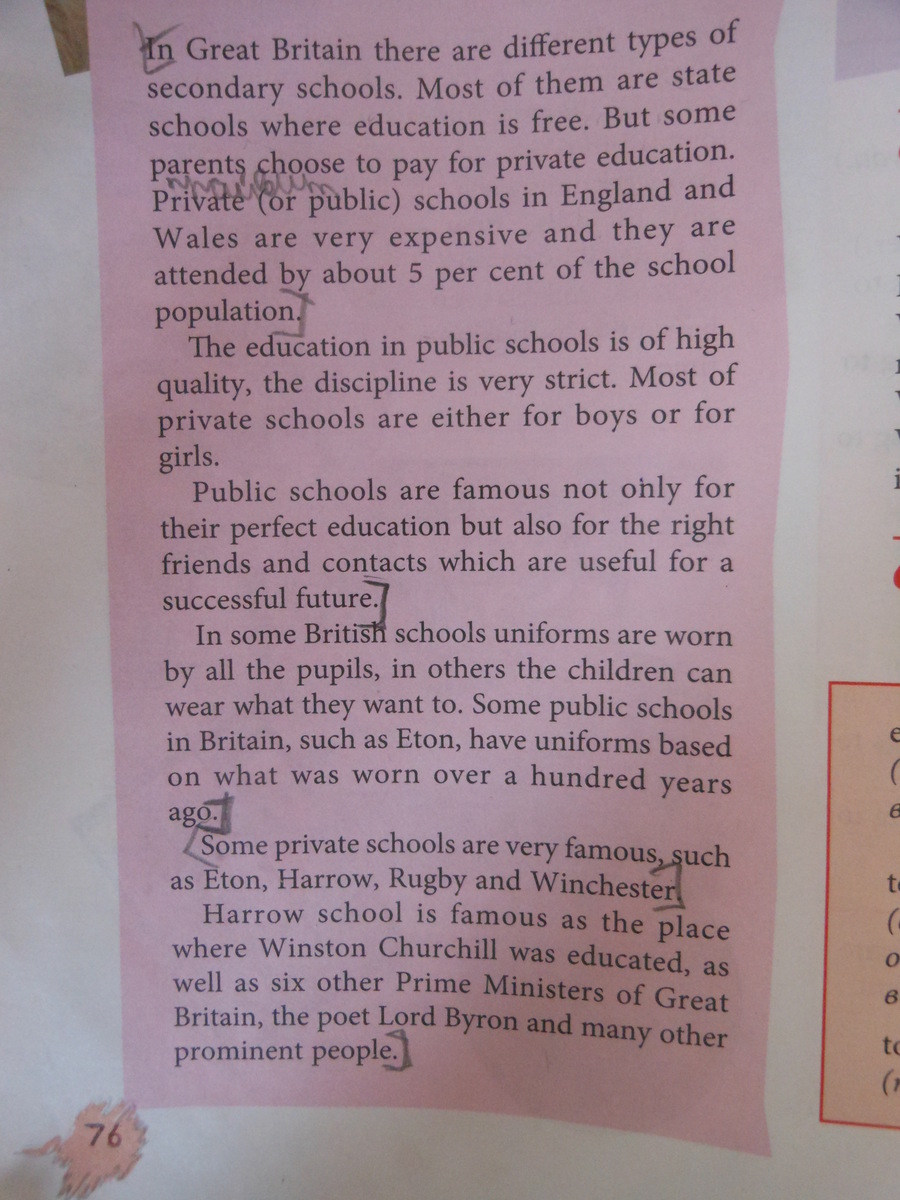 In Great Britain there are different types of
secondary schools. Most of them are state
schools where education is free. But some
parents choose to pay for private education.
Private (or public) schools in England and
Wales are very expensive and they are
attended by about 5 per cent of the school
population.
The education in public schools is of high
quality, the discipline is very strict. Most of
private schools are either for boys or for
girls.
Public schools are famous not only for
their perfect education but also for the right
friends and contacts which are useful for a
successful future.
In some British schools uniforms are worn
by all the pupils, in others the children can
wear what they want to. Some public schools
in Britain, such as Eton, have uniforms based
on what was worn over a hundred years
ago.
Some private schools are very famous, such
as Eton, Harrow, Rugby and Winchester.
Harrow school is famous as the place
where Winston Churchill was educated, as
well as six other Prime Ministers of Great
Britain, the poet Lord Byron and many other
prominent people.
76